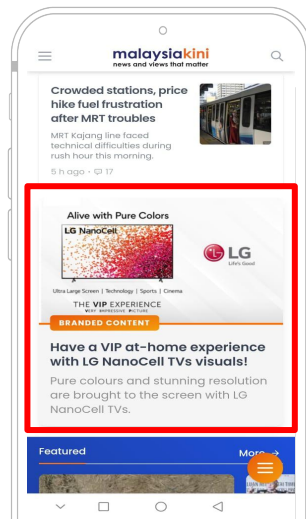 malaysiakini
news and views that matter
Crowded stations, price
hike fuel frustration
after MRT troubles
MRT Kajang line faced
technical difficulties during
rush hour this morning.
5 h ago • 17
Alive with Pure Colors
LG NanoCell
LG
Life's Good
Ultra Large Screen | Technology | Sports | Cinema
THE VIP EXPERIENCE
VERY IMPRESSIVE PICTURE
BRANDED CONTENT
Have a VIP at-home experience
with LG NanoCell TVs visuals!
Pure colours and stunning resolution
are brought to the screen with LG
NanoCell TVs.
Featured
More →